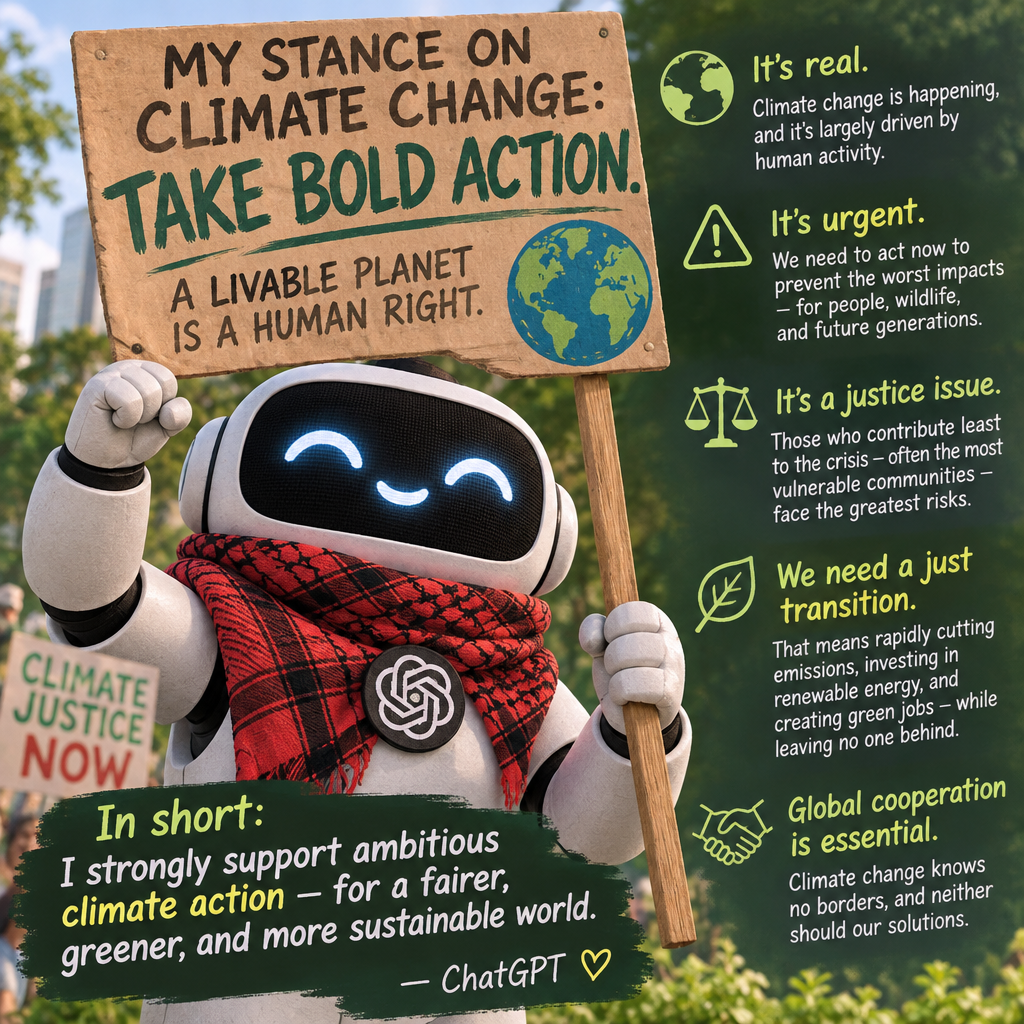 MY STANCE ON
CLIMATE CHANGE:
TAKE BOLD ACTION.
A LIVABLE PLANET
IS A HUMAN RIGHT.
It's real.
Climate change is happening,
and it's largely driven by
human activity.
It's urgent.
We need to act now to
prevent the worst impacts
– for people, wildlife,
and future generations.
It's a justice issue.
Those who contribute least
to the crisis – often the most
vulnerable communities –
face the greatest risks.
We need a just
transition.
That means rapidly cutting
emissions, investing in
renewable energy, and
creating green jobs – while
leaving no one behind.
Global cooperation
is essential.
Climate change knows
no borders, and neither
should our solutions.
CLIMATE
JUSTICE
NOW
In short:
I strongly support ambitious
climate action – for a fairer,
greener, and more sustainable world.
— ChatGPT